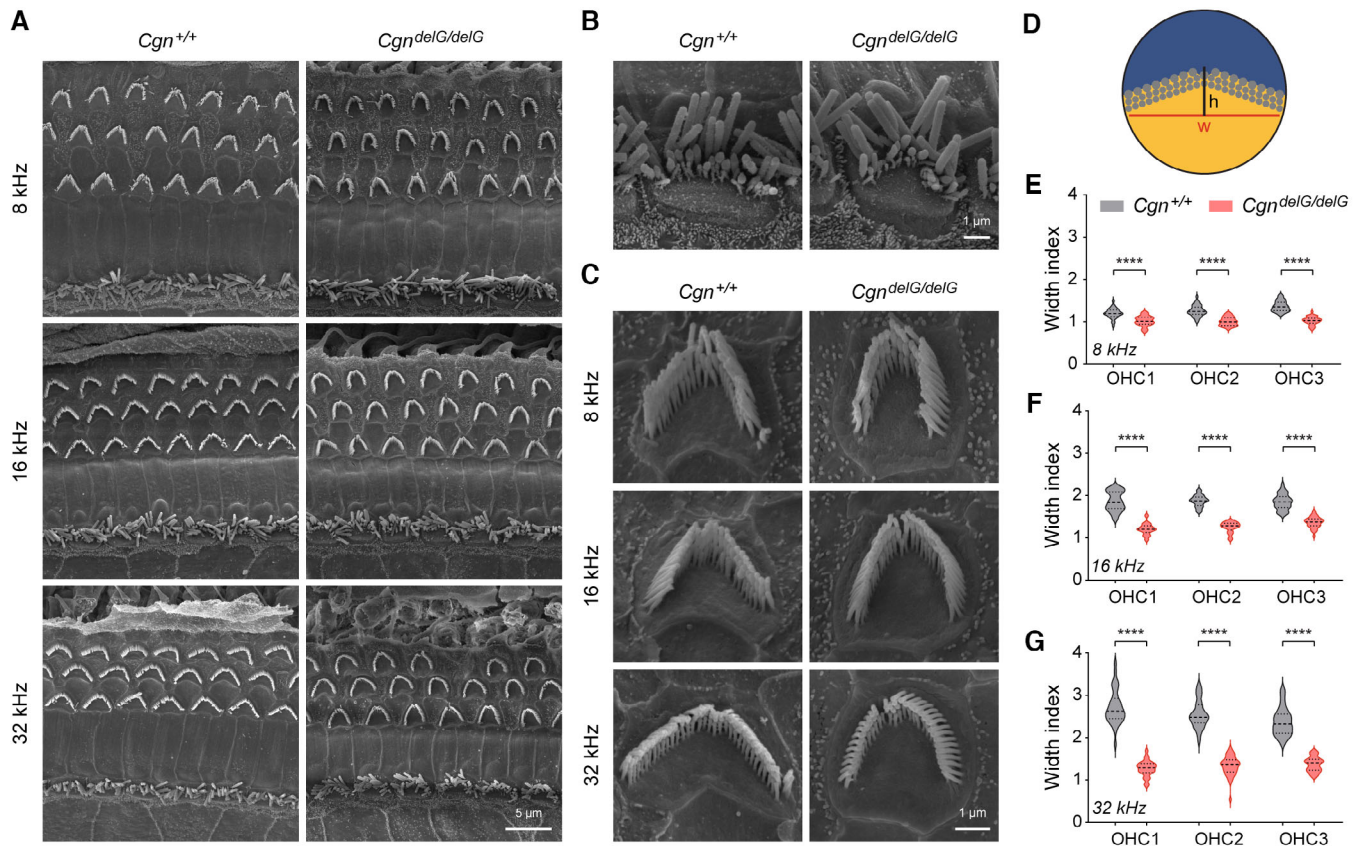 A
Cgn+/+
CgndelG/delG
8 kHz
16 kHz
32 kHz
5 µm
B
Cgn+/+
CgndelG/delG
1 µm
C
Cgn+/+
CgndelG/delG
8 kHz
16 kHz
32 kHz
1 µm
D
h
w
E
Cgn+/+
CgndelG/delG
4
3
2
1
0
Width index
****
****
****
8 kHz
OHC1
OHC2
OHC3
F
4
3
2
1
0
Width index
****
****
****
16 kHz
OHC1
OHC2
OHC3
G
4
3
2
1
0
Width index
****
****
****
32 kHz
OHC1
OHC2
OHC3